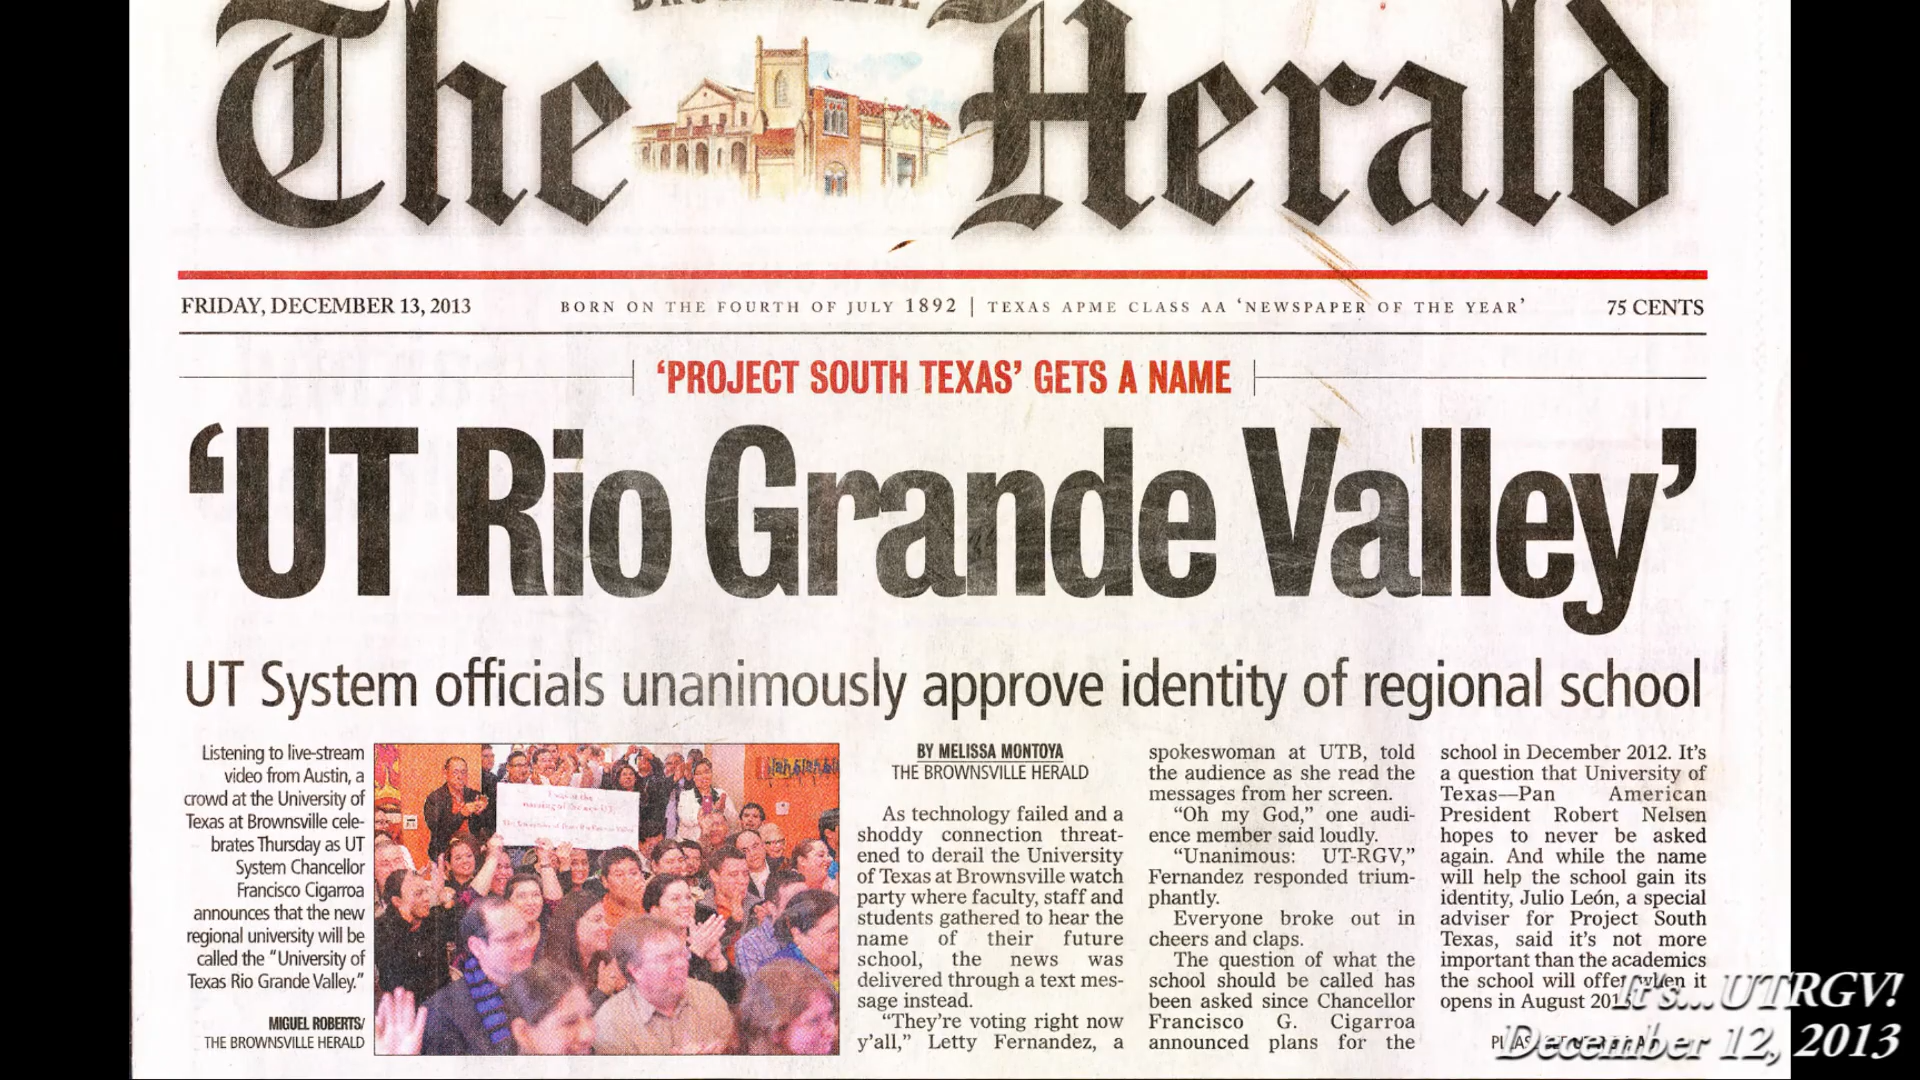 The Herald
FRIDAY, DECEMBER 13, 2013
BORN ON THE FOURTH OF JULY 1892 | TEXAS APME CLASS AA ‘NEWSPAPER OF THE YEAR’
75 CENTS
‘PROJECT SOUTH TEXAS’ GETS A NAME
‘UT Rio Grande Valley’
UT System officials unanimously approve identity of regional school
Listening to live-stream
video from Austin, a
crowd at the University of
Texas at Brownsville cele-
brates Thursday as UT
System Chancellor
Francisco Cigarroa
announces that the new
regional university will be
called the “University of
Texas Rio Grande Valley.”
MIGUEL ROBERTS/
THE BROWNSVILLE HERALD
BY MELISSA MONTOYA
THE BROWNSVILLE HERALD
As technology failed and a
shoddy connection threat-
ened to derail the University
of Texas at Brownsville watch
party where faculty, staff and
students gathered to hear the
name of their future
school, the news was
delivered through a text mes-
sage instead.
“They’re voting right now
y’all,” Letty Fernandez, a
spokeswoman at UTB, told
the audience as she read the
messages from her screen.
“Oh my God,” one audi-
ence member said loudly.
“Unanimous: UT-RGV,”
Fernandez responded trium-
phantly.
Everyone broke out in
cheers and claps.
The question of what the
school should be called has
been asked since Chancellor
Francisco G. Cigarroa
announced plans for the
school in December 2012. It’s
a question that University of
Texas—Pan American
President Robert Nelsen
hopes to never be asked
again. And while the name
will help the school gain its
identity, Julio León, a special
adviser for Project South
Texas, said it’s not more
important than the academics
the school will offer when it
opens in August
It's...UTRGV!
December 12, 2013